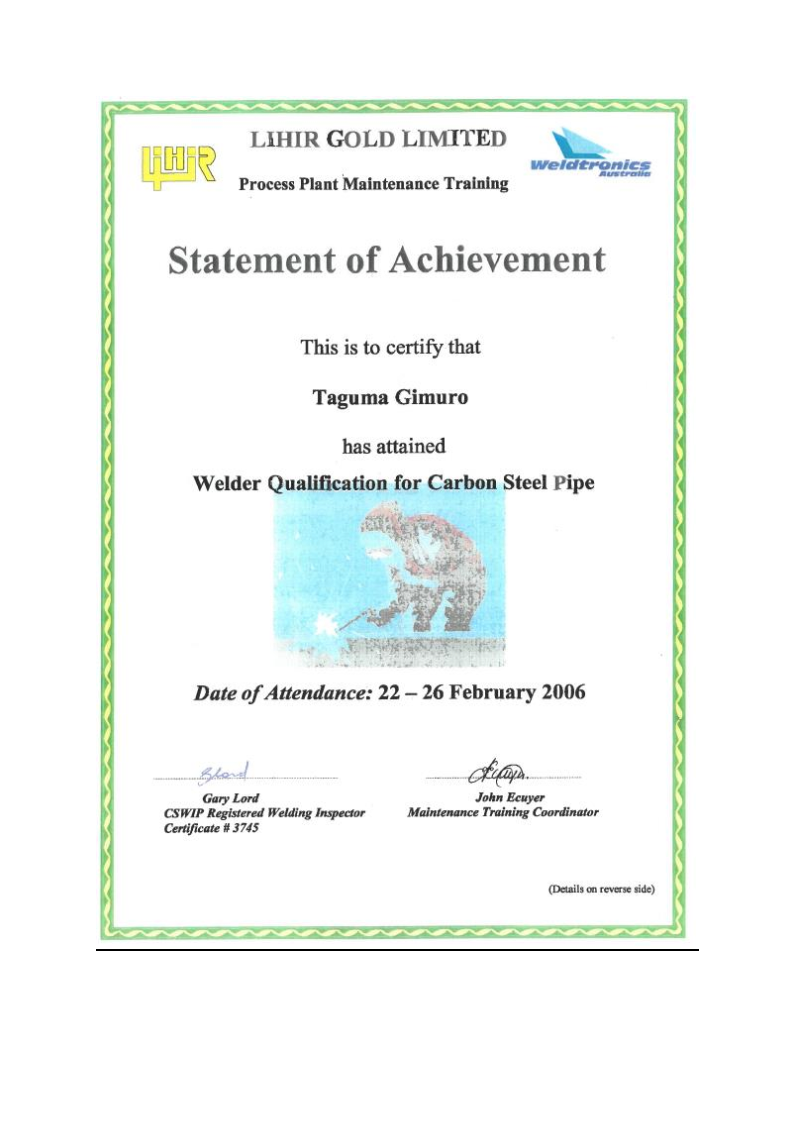 LIHIR GOLD LIMITED
LIHIR
Weldtronics
Australia
Process Plant Maintenance Training
Statement of Achievement
This is to certify that
Taguma Gimuro
has attained
Welder Qualification for Carbon Steel Pipe
Date of Attendance: 22 – 26 February 2006
Gary Lord
CSWIP Registered Welding Inspector
Certificate # 3745
John Ecuyer
Maintenance Training Coordinator
(Details on reverse side)